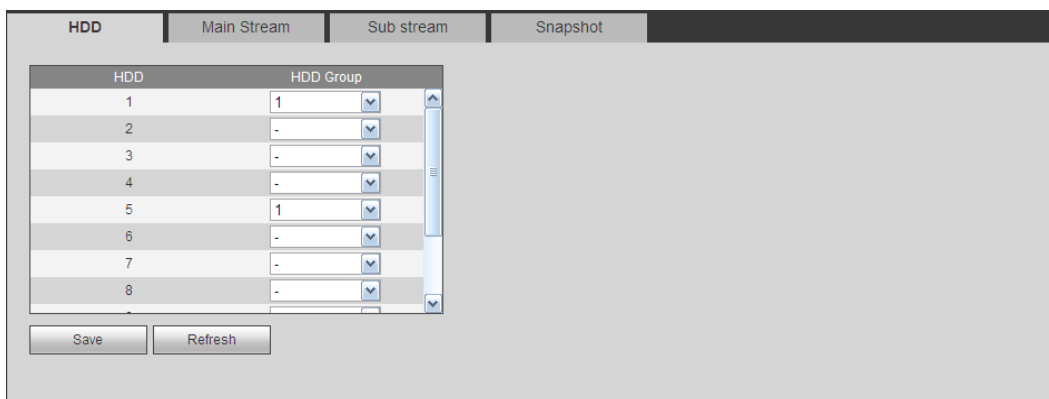 HDD Main Stream Sub stream Snapshot
HDD HDD Group
1 1
2 -
3 -
4 -
5 1
6 -
7 -
8 -
Save Refresh